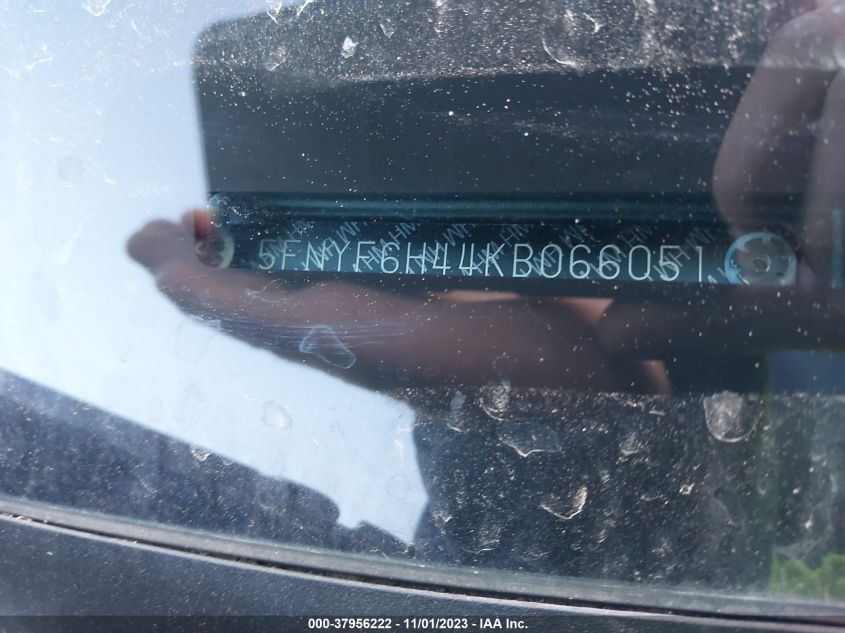 5FNYF6H44KB066051
000-37956222 - 11/01/2023 - IAA Inc.